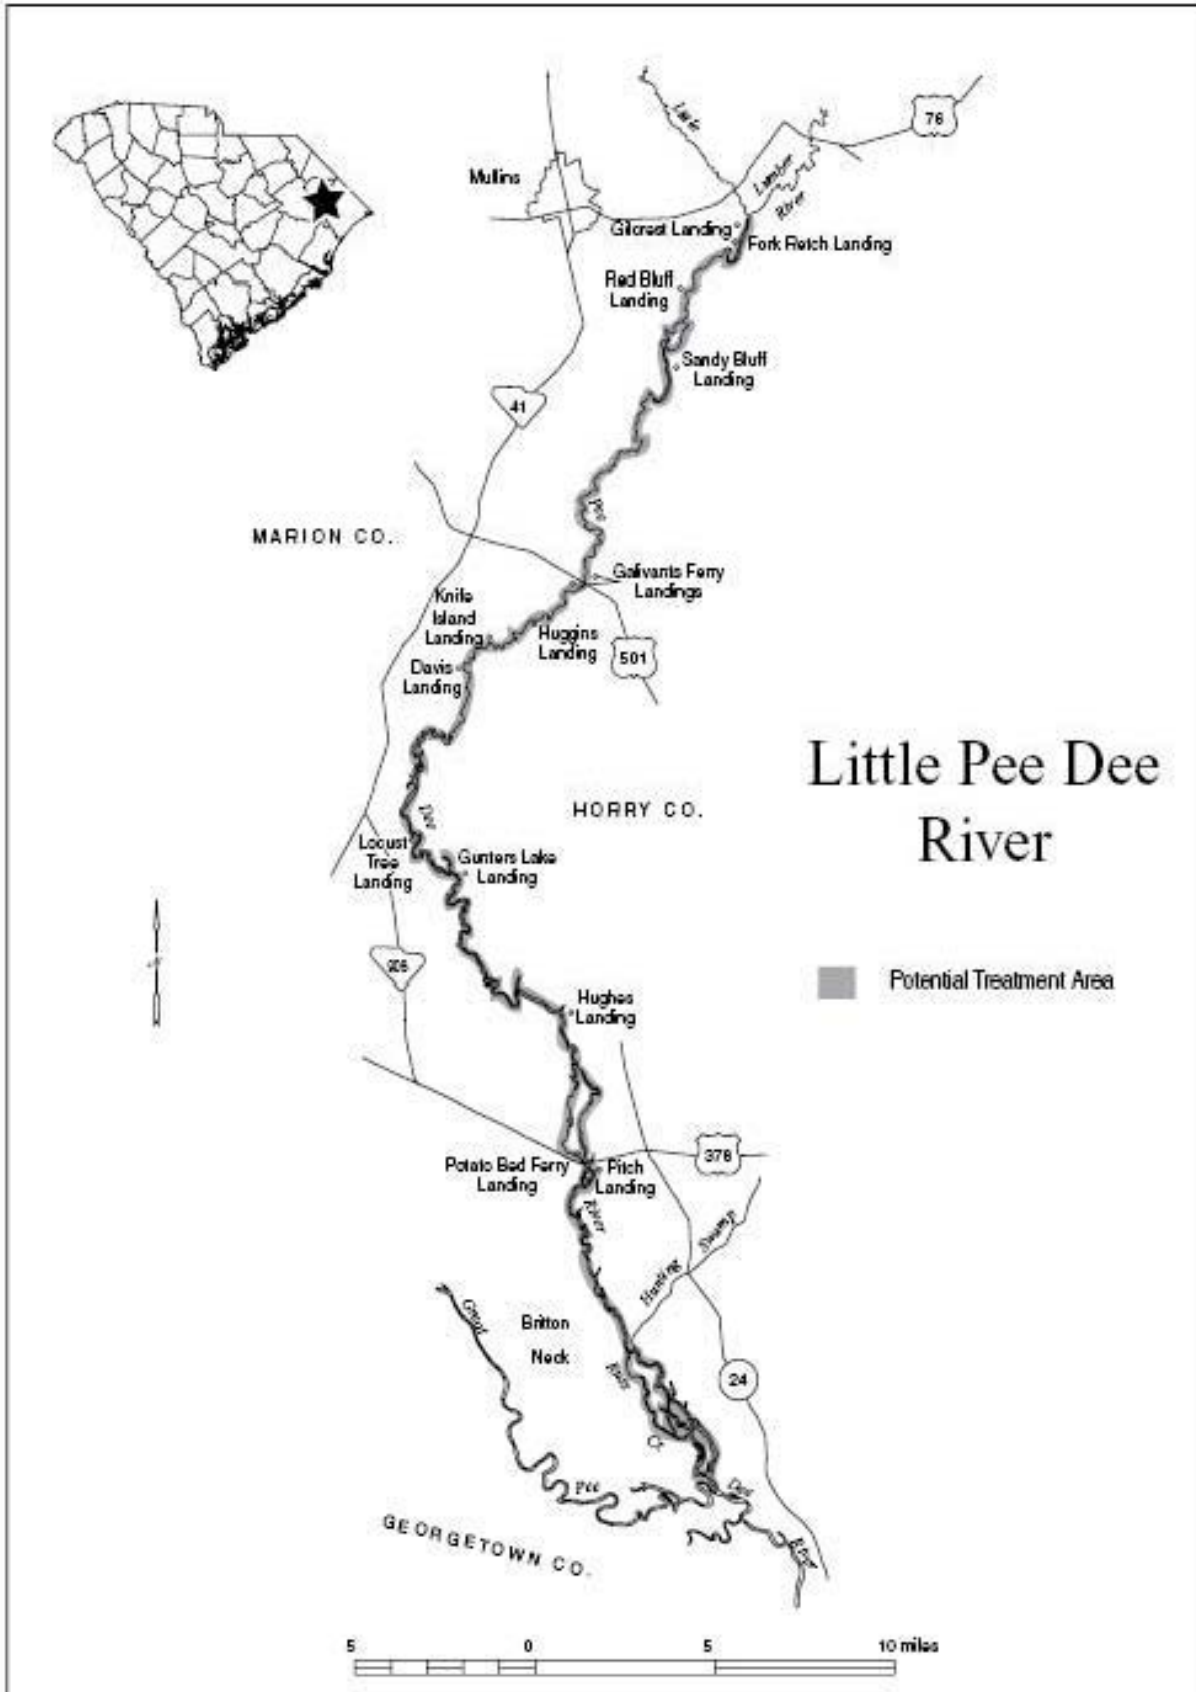 76
Little
Mullins
Lumber
River
Gilcrest Landing
Fork Retch Landing
Red Bluff
Landing
Sandy Bluff
Landing
41
Pee
MARION CO.
Galivants Ferry
Landings
Knife
Island
Landing
Huggins
Landing
501
Davis
Landing
Little Pee Dee
River
HORRY CO.
Dee
Locust
Tree
Landing
Gunters Lake
Landing
Potential Treatment Area
Hughes
Landing
378
Potato Bed Ferry
Landing
Pitch
Landing
River
Hunting
Swamp
Great
Britton
Neck
24
Pee
Dee
River
GEORGETOWN CO.
5 0 5 10 miles